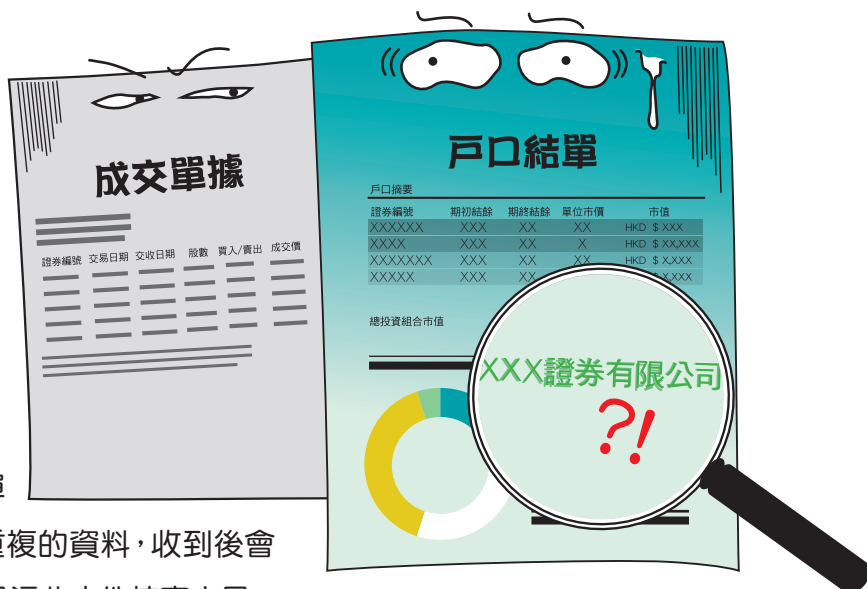 成交單據
證券編號 交易日期 交收日期 股數 買入/賣出 成交價
戶口結單
戶口摘要
證券編號 期初結餘 期終結餘 單位市價 市值
XXXXXX XXX XX XX HKD $ XXX
XXXX XXX XX X HKD $ XX,XXX
XXXXXXX XXX XX XX HKD $ X,XXX
XXXXX XXX XX $ X,XXX
總投資組合市值
XXX證券有限公司
?!
重複的資料，收到後會